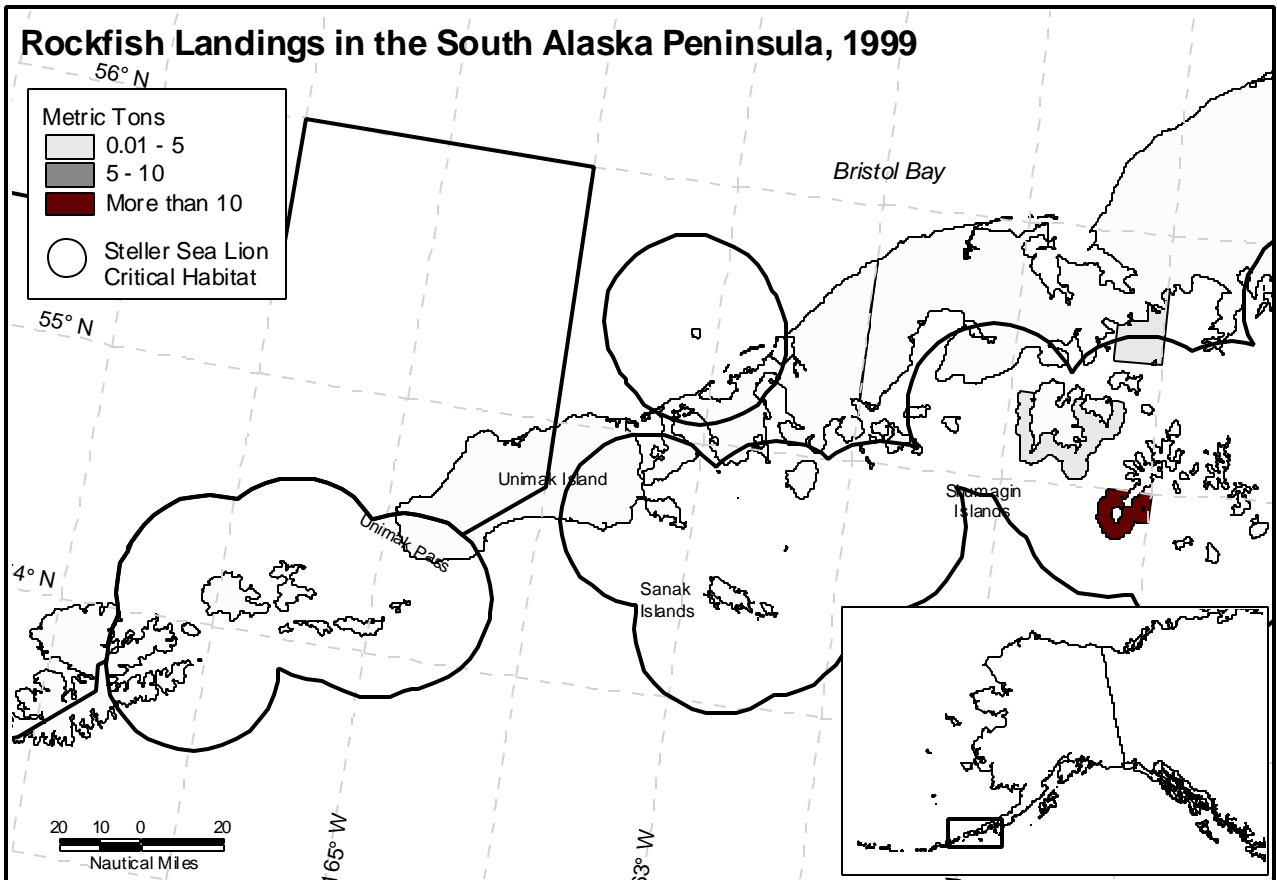 Rockfish Landings in the South Alaska Peninsula, 1999
56° N
Metric Tons
0.01 - 5
5 - 10
More than 10
Steller Sea Lion
Critical Habitat
Bristol Bay
55° N
Unimak Island
Shumagin
Islands
Unimak Pass
4° N
Sanak
Islands
20 10 0 20
Nautical Miles
165° W
63° W